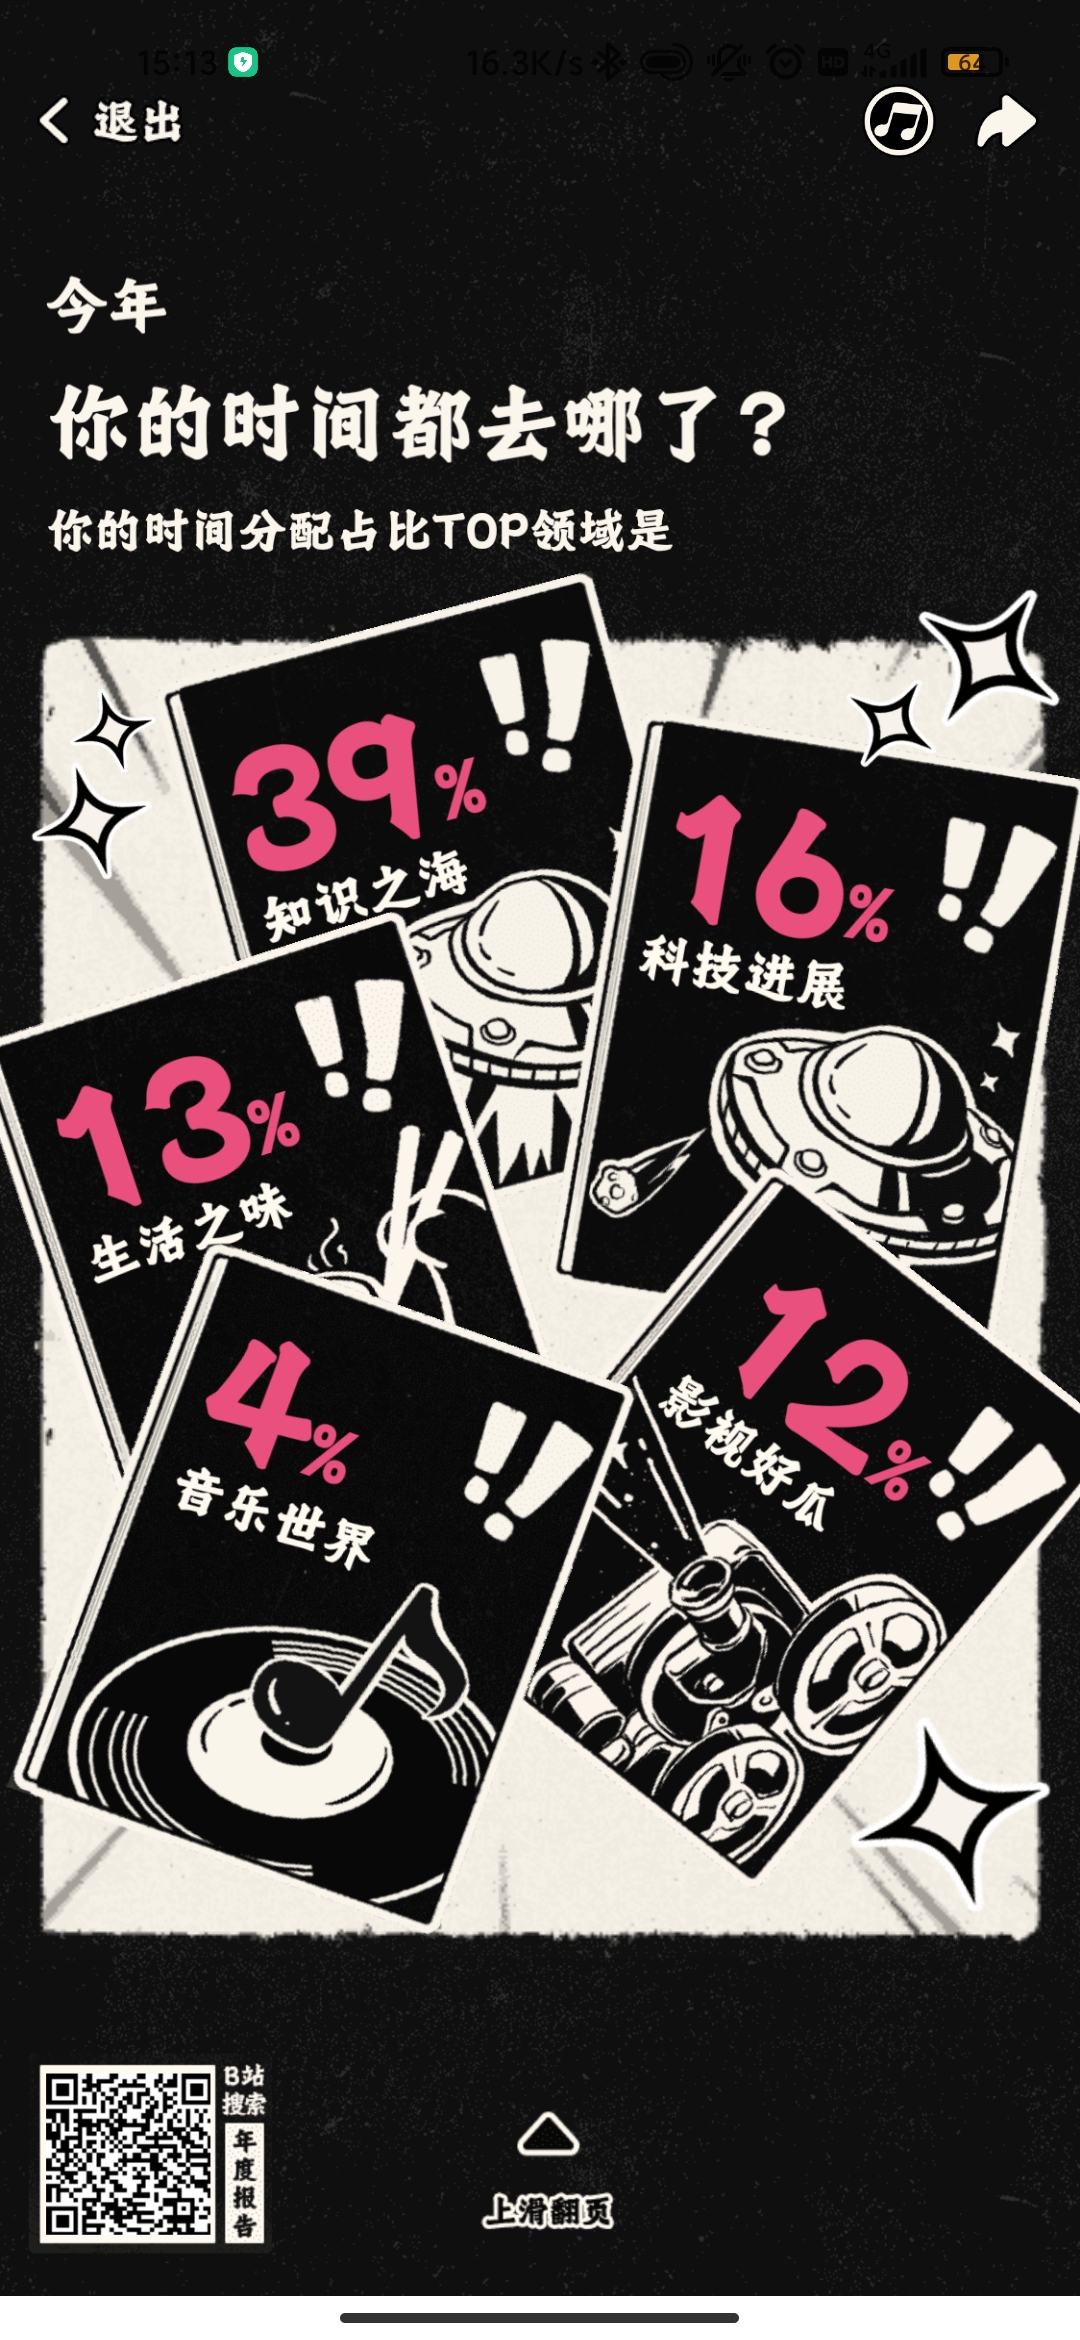 15:13
16.3K/s
HD
4G
64
退出
今年
你的时间都去哪了？
你的时间分配占比TOP领域是
39%
知识之海
16%
科技进展
13%
生活之味
12%
影视好瓜
4%
音乐世界
B站
搜索
年度报告
上滑翻页